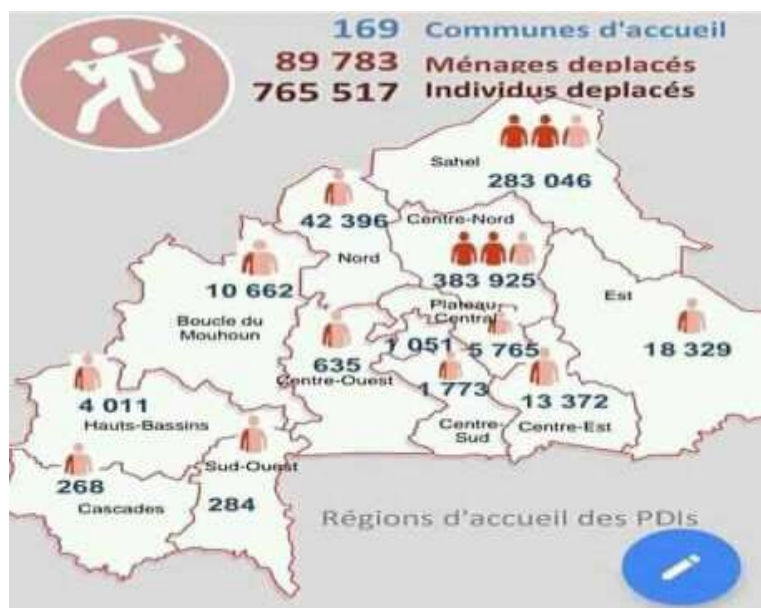 169 Communes d'accueil
89 783 Ménages deplacés
765 517 Individus deplacés
Sahel
283 046
42 396
Centre-Nord
Nord
383 925
10 662
Est
Plateau
Central
Boucle du
Mouhoun
1 051
5 765
18 329
635
Centre-Ouest
1 773
13 372
4 011
Hauts-Bassins
Centre-
Sud
Centre-Est
Sud-Ouest
268
284
Cascades
Régions d'accueil des PDIs